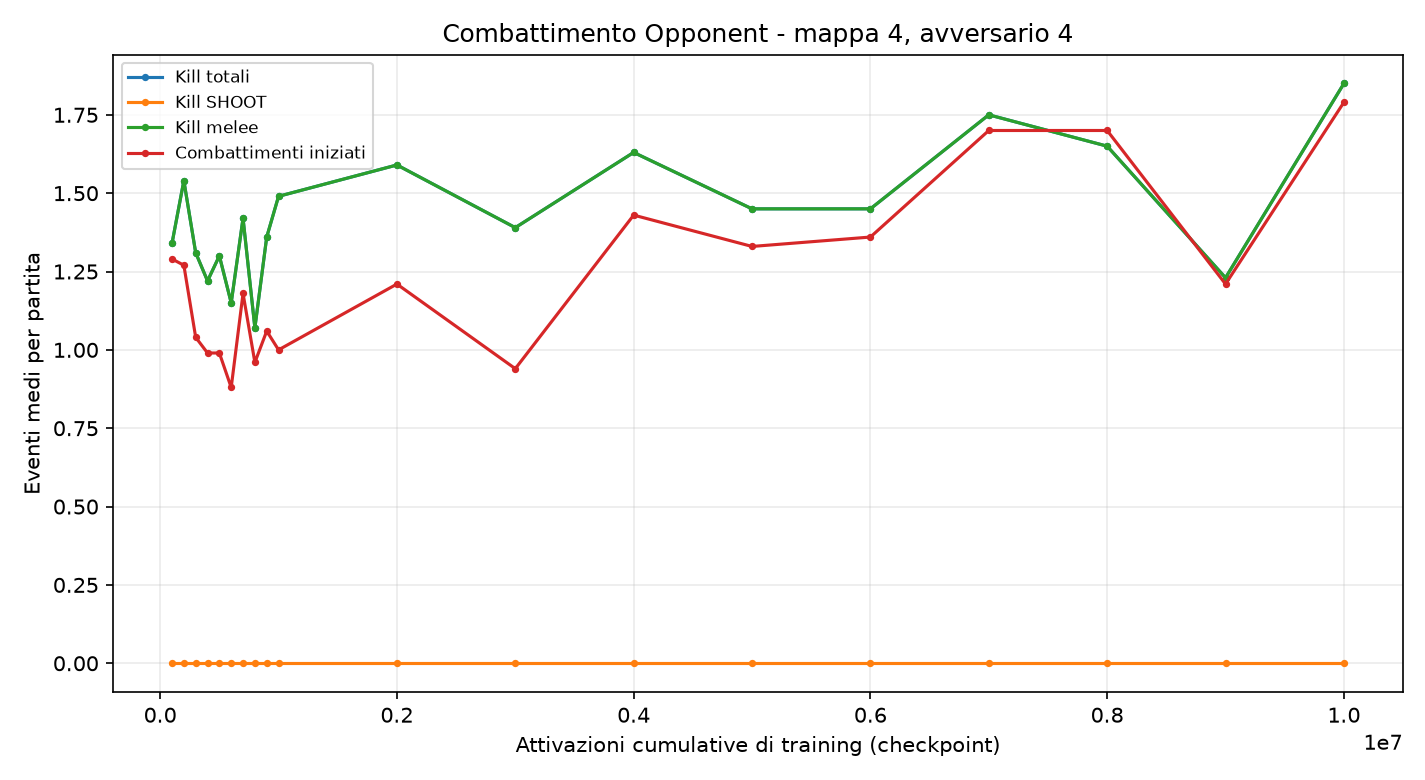 Combattimento Opponent - mappa 4, avversario 4
Kill totali
Kill SHOOT
Kill melee
Combattimenti iniziati
Eventi medi per partita
1.75
1.50
1.25
1.00
0.75
0.50
0.25
0.00
0.0 0.2 0.4 0.6 0.8 1.0
1e7
Attivazioni cumulative di training (checkpoint)